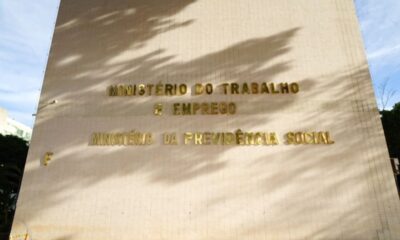 MINISTÉRIO DO TRABALHO
E EMPREGO
MINISTÉRIO DA PREVIDÊNCIA SOCIAL
E